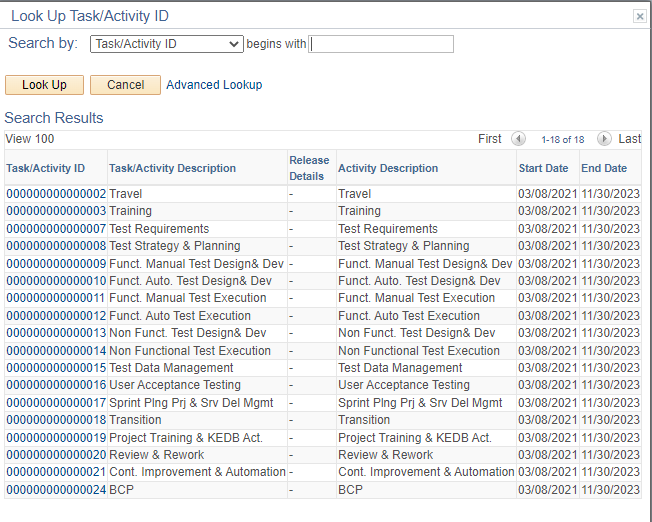 Look Up Task/Activity ID
Search by: Task/Activity ID begins with
Look Up Cancel Advanced Lookup
Search Results
View 100 First 1-18 of 18 Last
Task/Activity ID Task/Activity Description Release Details Activity Description Start Date End Date
000000000000002 Travel - Travel 03/08/2021 11/30/2023
000000000000003 Training - Training 03/08/2021 11/30/2023
000000000000007 Test Requirements - Test Requirements 03/08/2021 11/30/2023
000000000000008 Test Strategy & Planning - Test Strategy & Planning 03/08/2021 11/30/2023
000000000000009 Funct. Manual Test Design& Dev - Funct. Manual Test Design& Dev 03/08/2021 11/30/2023
000000000000010 Funct. Auto. Test Design& Dev - Funct. Auto. Test Design& Dev 03/08/2021 11/30/2023
000000000000011 Funct. Manual Test Execution - Funct. Manual Test Execution 03/08/2021 11/30/2023
000000000000012 Funct. Auto Test Execution - Funct. Auto Test Execution 03/08/2021 11/30/2023
000000000000013 Non Funct. Test Design& Dev - Non Funct. Test Design& Dev 03/08/2021 11/30/2023
000000000000014 Non Functional Test Execution - Non Functional Test Execution 03/08/2021 11/30/2023
000000000000015 Test Data Management - Test Data Management 03/08/2021 11/30/2023
000000000000016 User Acceptance Testing - User Acceptance Testing 03/08/2021 11/30/2023
000000000000017 Sprint Plng Prj & Srv Del Mgmt - Sprint Plng Prj & Srv Del Mgmt 03/08/2021 11/30/2023
000000000000018 Transition - Transition 03/08/2021 11/30/2023
000000000000019 Project Training & KEDB Act. - Project Training & KEDB Act. 03/08/2021 11/30/2023
000000000000020 Review & Rework - Review & Rework 03/08/2021 11/30/2023
000000000000021 Cont. Improvement & Automation - Cont. Improvement & Automation 03/08/2021 11/30/2023
000000000000024 BCP - BCP 03/08/2021 11/30/2023